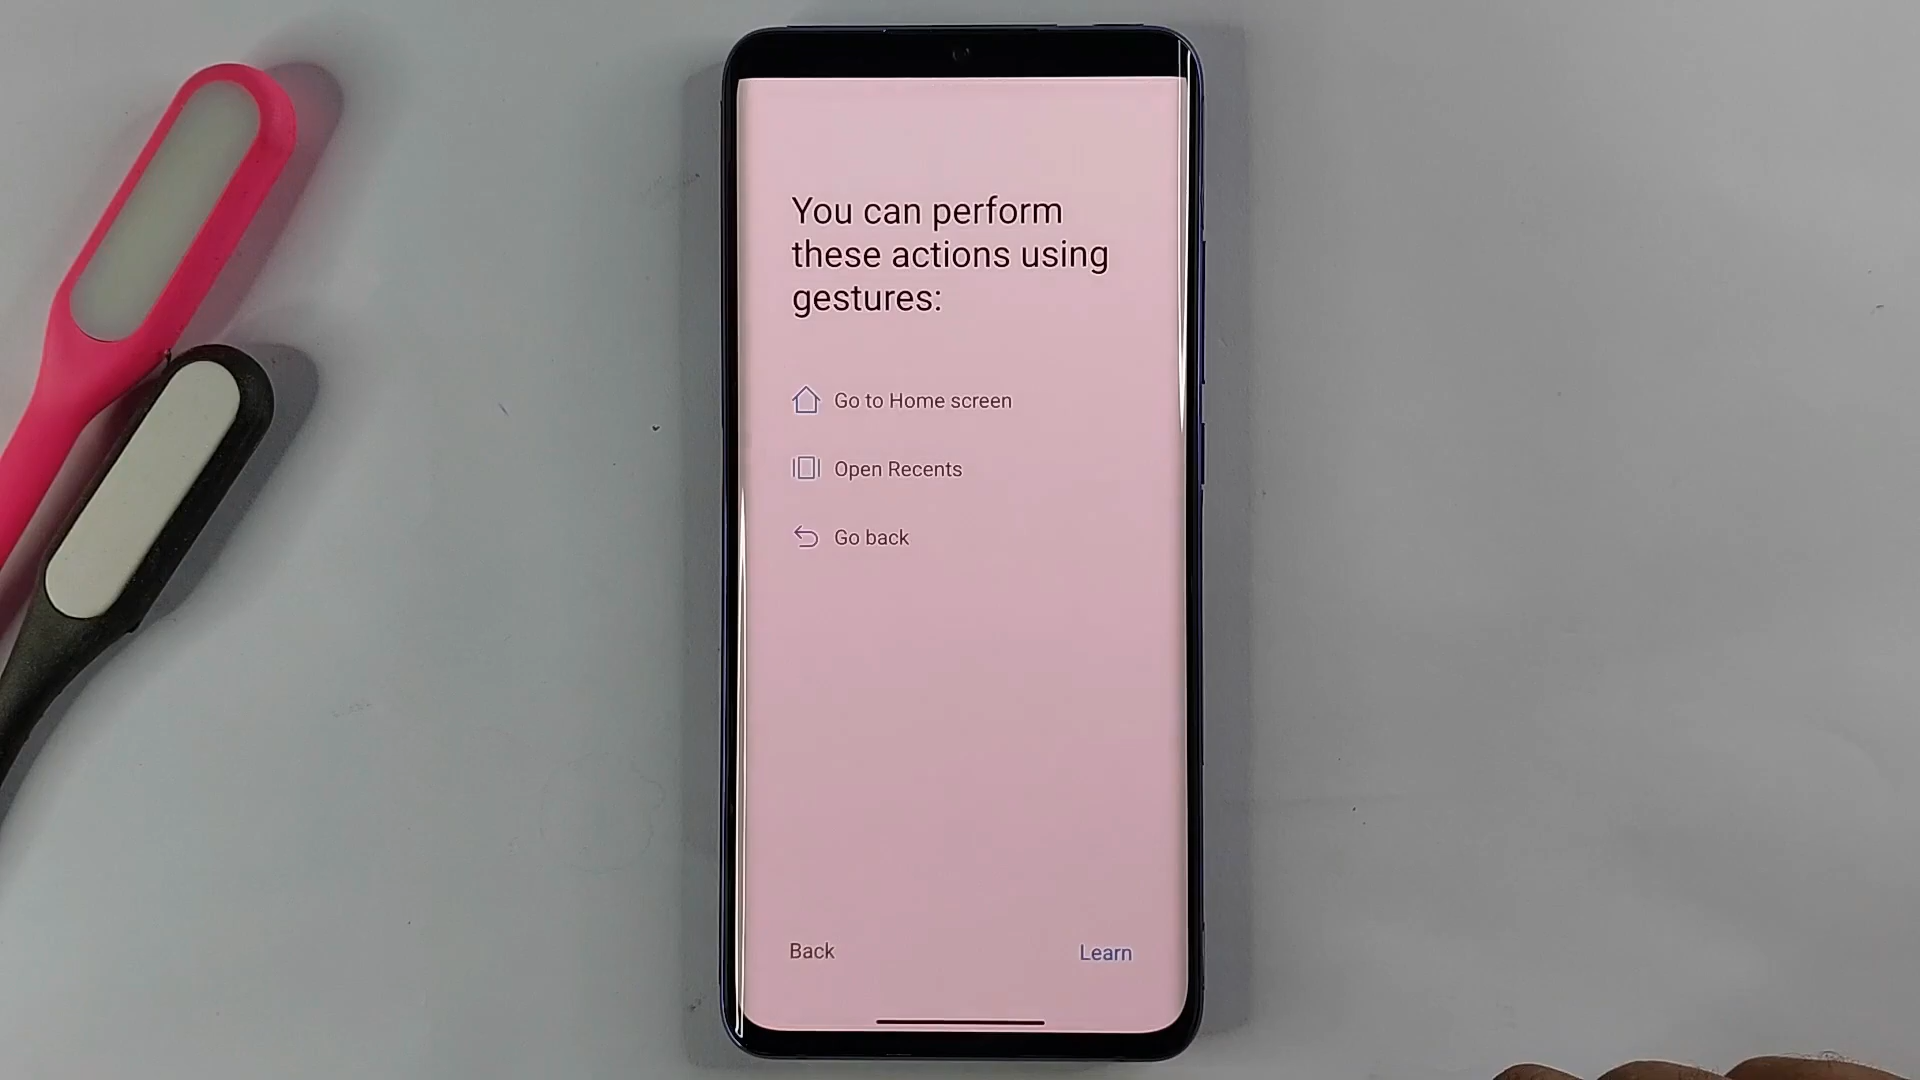 You can perform
these actions using
gestures:
Go to Home screen
Open Recents
Go back
Back
Learn